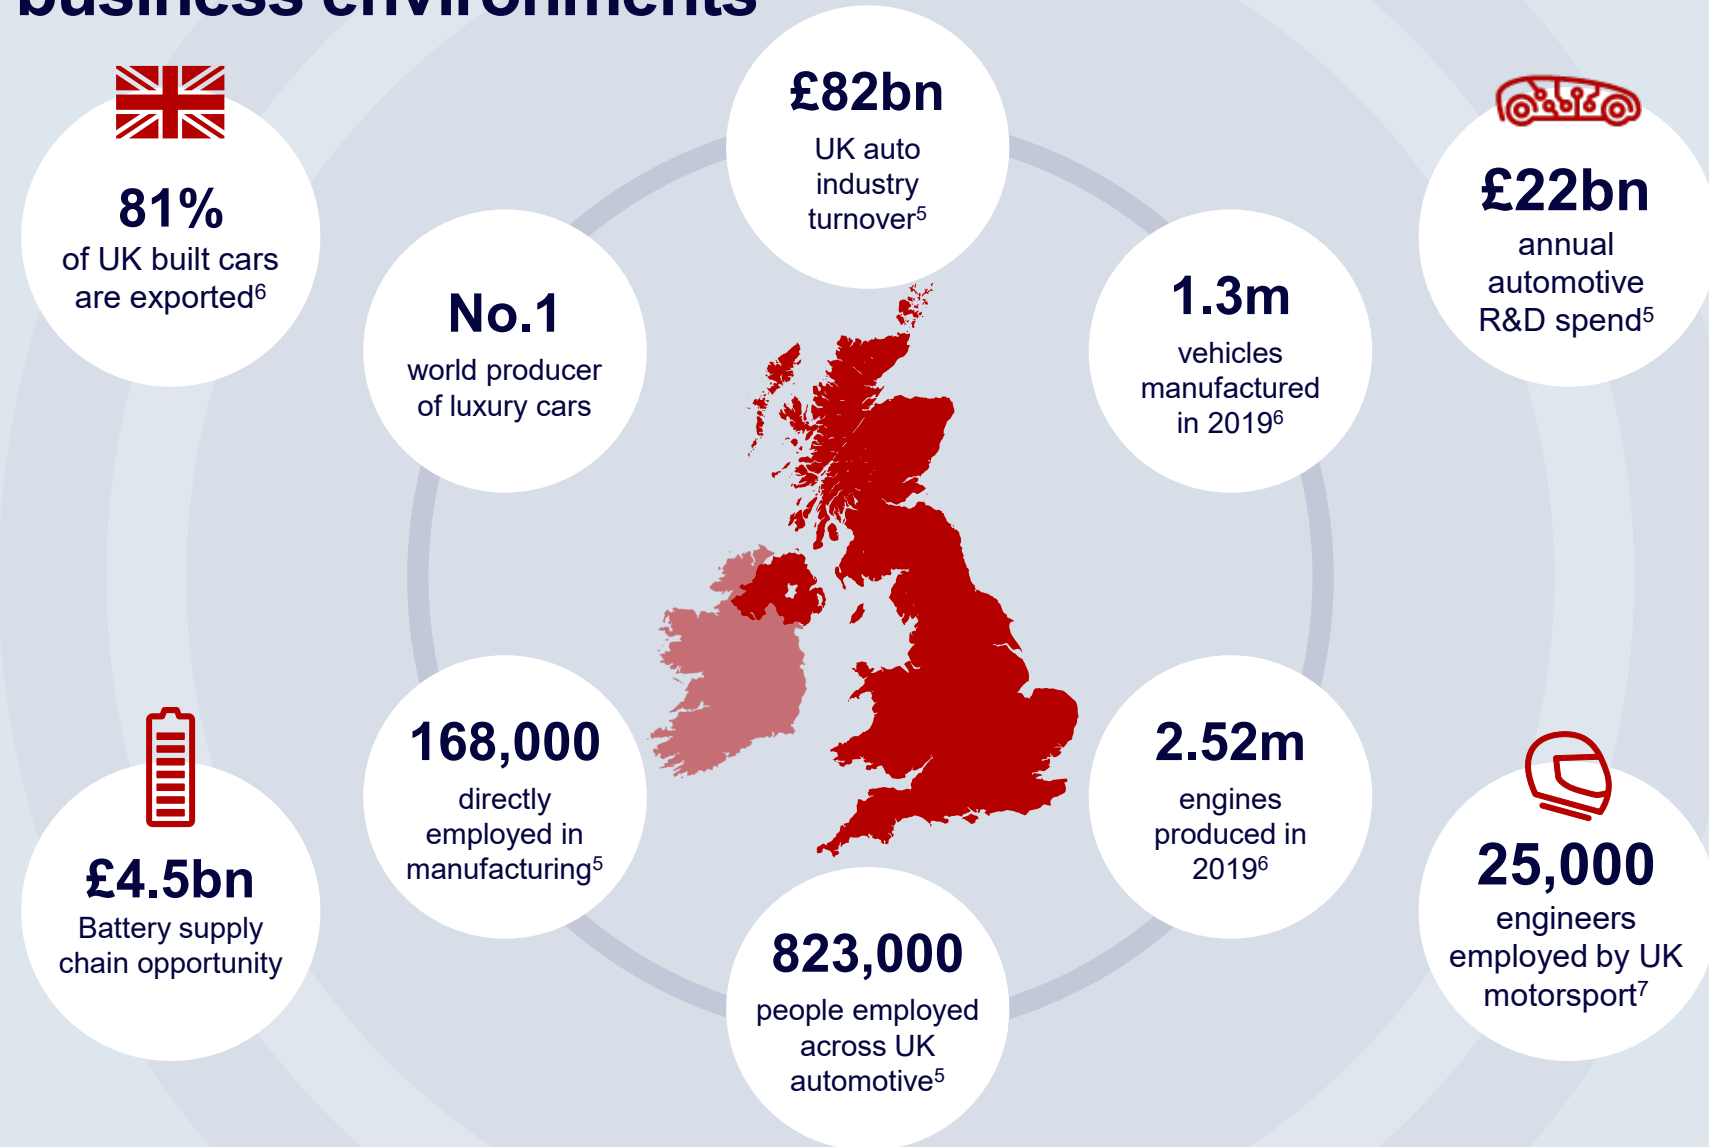 business environments
£82bn
UK auto
industry
turnover5
81%
of UK built cars
are exported6
£22bn
annual
automotive
R&D spend5
No.1
world producer
of luxury cars
1.3m
vehicles
manufactured
in 20196
168,000
directly
employed in
manufacturing5
2.52m
engines
produced in
20196
£4.5bn
Battery supply
chain opportunity
823,000
people employed
across UK
automotive5
25,000
engineers
employed by UK
motorsport7